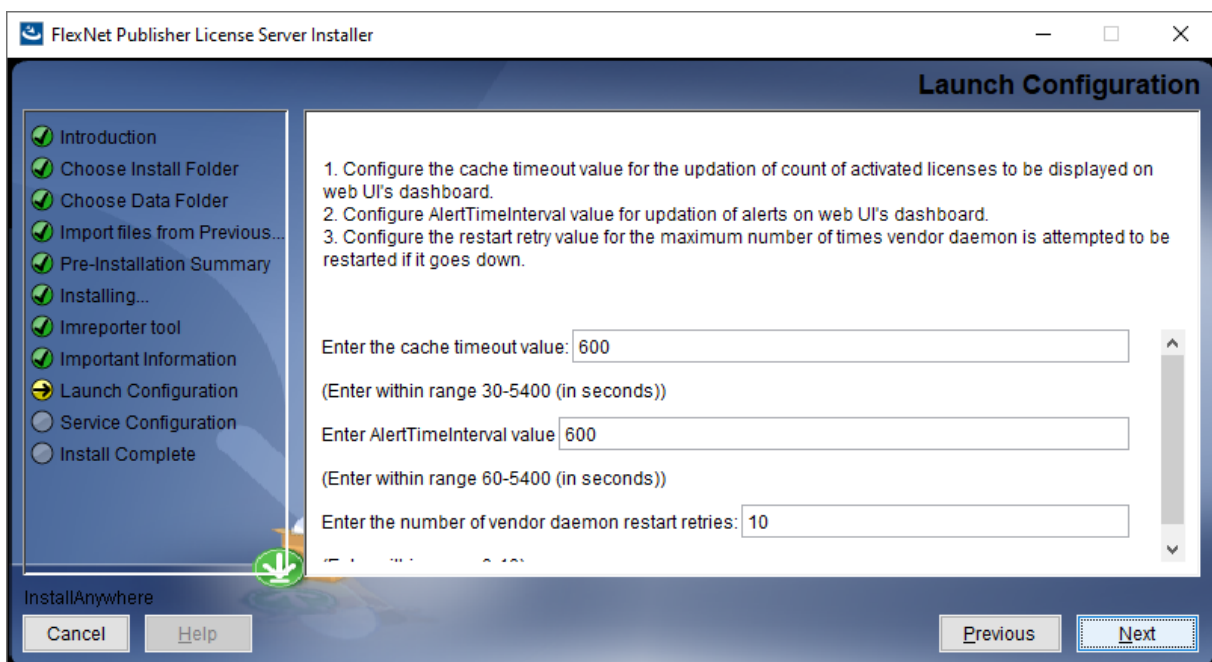 FlexNet Publisher License Server Installer
Launch Configuration
Introduction
Choose Install Folder
Choose Data Folder
Import files from Previous...
Pre-Installation Summary
Installing...
lmreporter tool
Important Information
Launch Configuration
Service Configuration
Install Complete
1. Configure the cache timeout value for the updation of count of activated licenses to be displayed on
web UI's dashboard.
2. Configure AlertTimeInterval value for updation of alerts on web UI's dashboard.
3. Configure the restart retry value for the maximum number of times vendor daemon is attempted to be
restarted if it goes down.
Enter the cache timeout value: 600
(Enter within range 30-5400 (in seconds))
Enter AlertTimeInterval value 600
(Enter within range 60-5400 (in seconds))
Enter the number of vendor daemon restart retries: 10
InstallAnywhere
Cancel
Help
Previous
Next